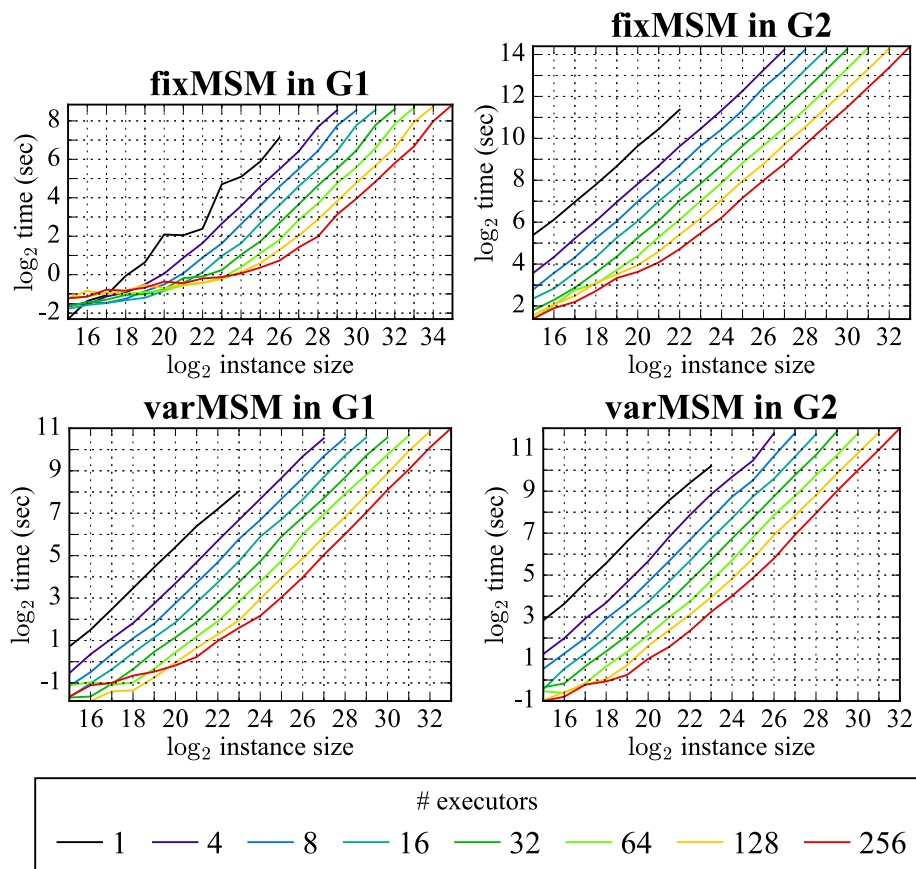 fixMSM in G1
8
6
4
2
0
-2
log₂ time (sec)
16 18 20 22 24 26 28 30 32 34
log₂ instance size
fixMSM in G2
14
12
10
8
6
4
2
log₂ time (sec)
16 18 20 22 24 26 28 30 32
log₂ instance size
varMSM in G1
11
9
7
5
3
1
-1
log₂ time (sec)
16 18 20 22 24 26 28 30 32
log₂ instance size
varMSM in G2
11
9
7
5
3
1
-1
log₂ time (sec)
16 18 20 22 24 26 28 30 32
log₂ instance size
# executors
1 4 8 16 32 64 128 256